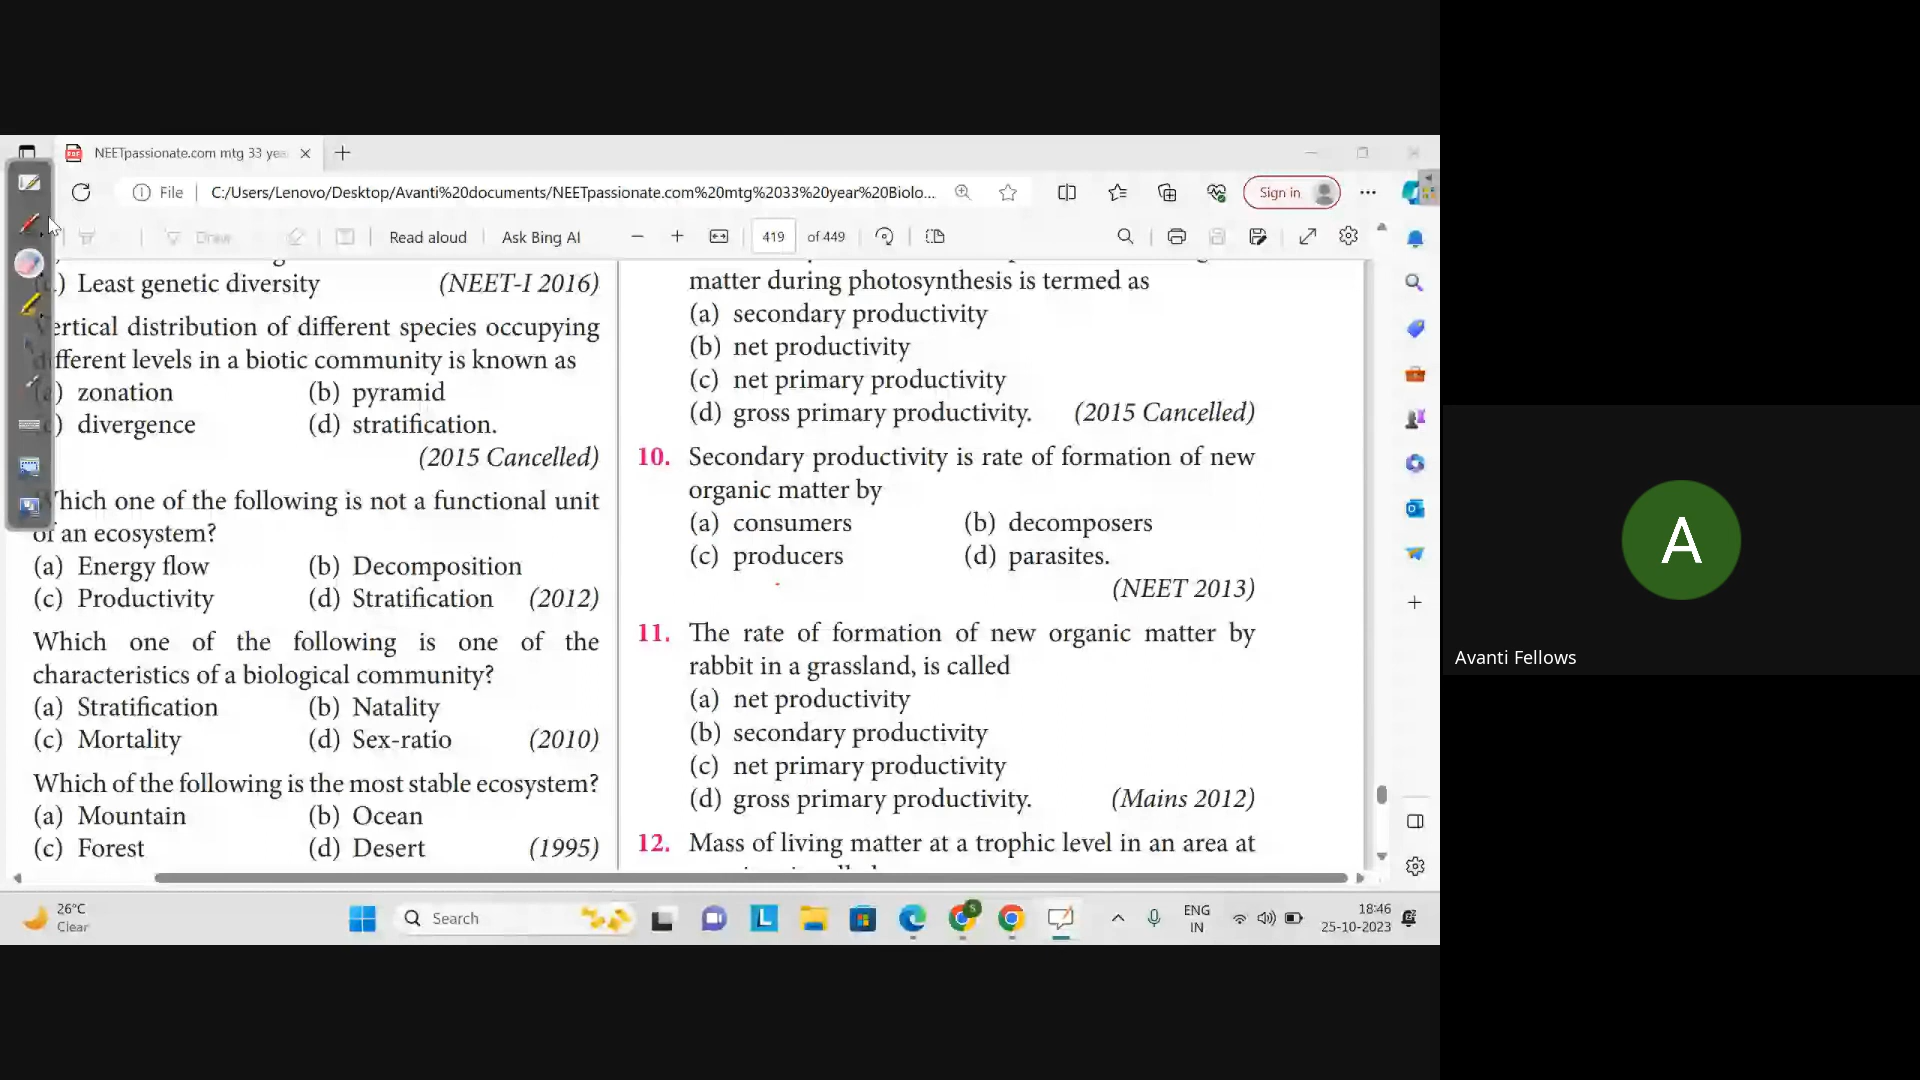 NEETpassionate.com mtg 33 yea
File
C:/Users/Lenovo/Desktop/Avanti%20documents/NEETpassionate.com%20mtg%2033%20year%20Biolo...
Sign in
Draw
Read aloud
Ask Bing AI
419 of 449
Least genetic diversity (NEET-I 2016)
ertical distribution of different species occupying
fferent levels in a biotic community is known as
zonation (b) pyramid
divergence (d) stratification.
(2015 Cancelled)
hich one of the following is not a functional unit
of an ecosystem?
(a) Energy flow (b) Decomposition
(c) Productivity (d) Stratification (2012)
Which one of the following is one of the
characteristics of a biological community?
(a) Stratification (b) Natality
(c) Mortality (d) Sex-ratio (2010)
Which of the following is the most stable ecosystem?
(a) Mountain (b) Ocean
(c) Forest (d) Desert (1995)
matter during photosynthesis is termed as
(a) secondary productivity
(b) net productivity
(c) net primary productivity
(d) gross primary productivity. (2015 Cancelled)
10. Secondary productivity is rate of formation of new
organic matter by
(a) consumers (b) decomposers
(c) producers (d) parasites.
(NEET 2013)
11. The rate of formation of new organic matter by
rabbit in a grassland, is called
(a) net productivity
(b) secondary productivity
(c) net primary productivity
(d) gross primary productivity. (Mains 2012)
12. Mass of living matter at a trophic level in an area at
A
Avanti Fellows
26°C
Clear
Search
ENG
IN
18:46
25-10-2023